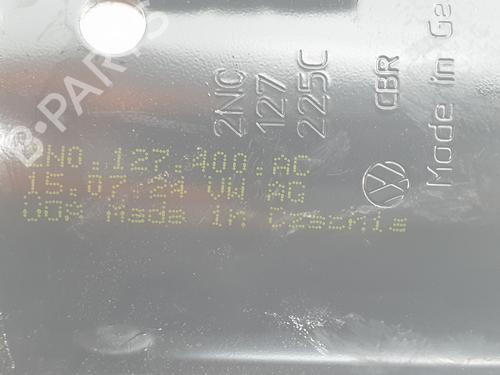 B-PARTS
2N0
127
225C
CBR
Made in Ge
2N0.127.400.AC
15.07.24 VW AG
Made in Czechia